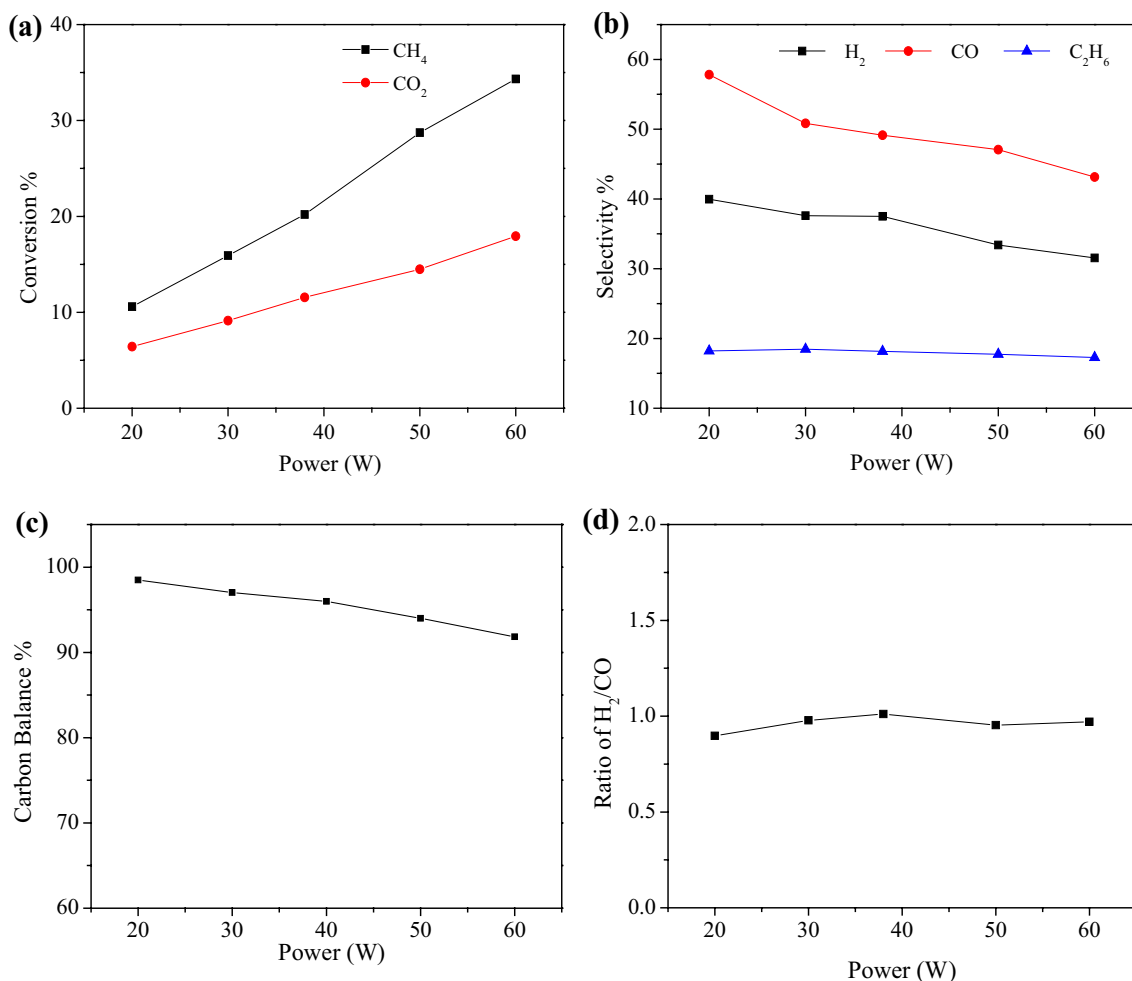 (a)
40
30
20
10
0
Conversion %
CH₄
CO₂
20 30 40 50 60
Power (W)
(b)
H₂ CO C₂H₆
60
50
40
30
20
10
Selectivity %
20 30 40 50 60
Power (W)
(c)
100
90
80
70
60
Carbon Balance %
20 30 40 50 60
Power (W)
(d)
2.0
1.5
1.0
0.5
0.0
Ratio of H₂/CO
20 30 40 50 60
Power (W)